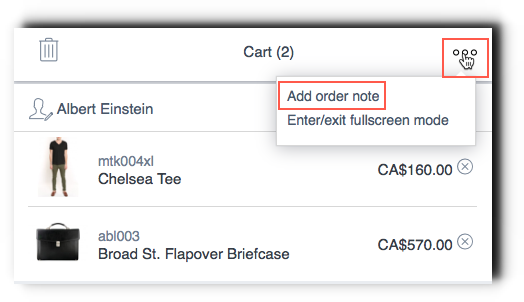 Cart (2)
Add order note
Enter/exit fullscreen mode
Albert Einstein
mtk004xl
Chelsea Tee
CA$160.00
abl003
Broad St. Flapover Briefcase
CA$570.00